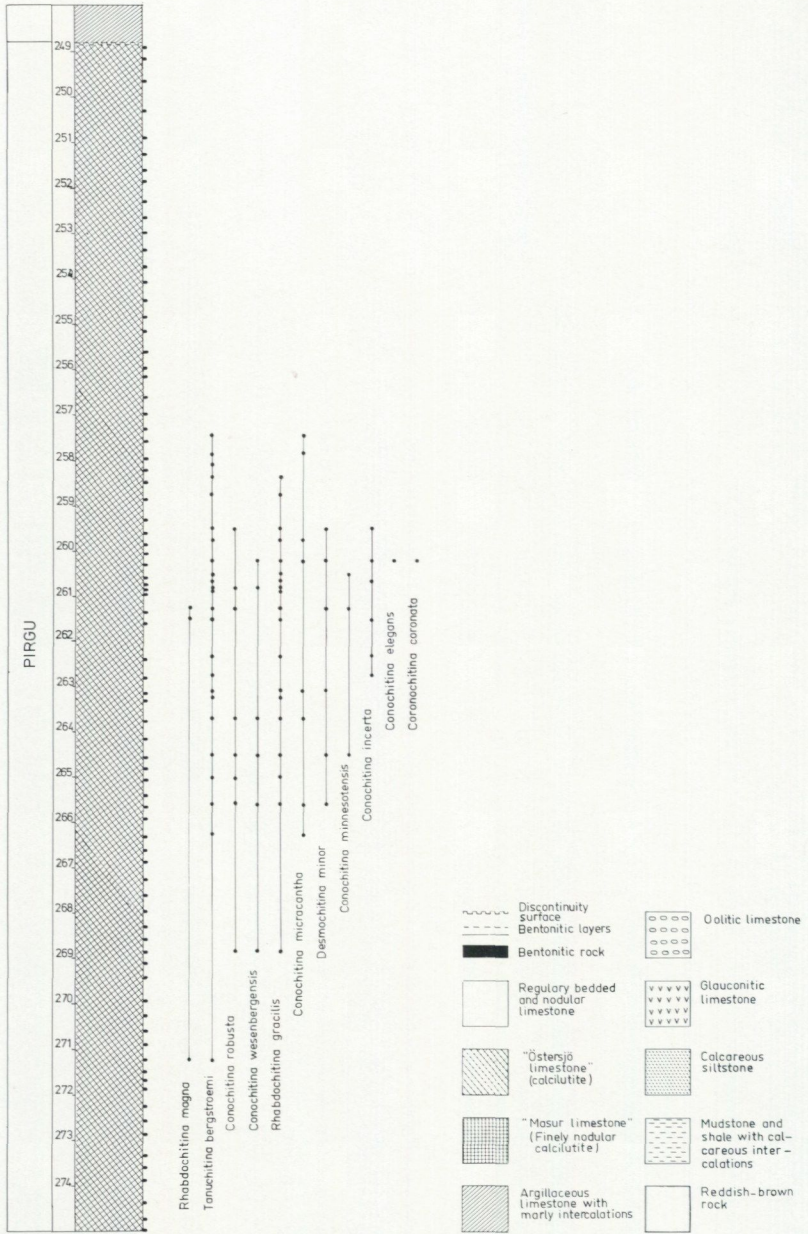 PIRGU
249
250
251
252
253
254
255
256
257
258
259
260
261
262
263
264
265
266
267
268
269
270
271
272
273
274
Rhabdochitina magna
Tanuchitina bergstroemi
Conochitina robusta
Conochitina wesenbergensis
Rhabdochitina gracilis
Conochitina micracantha
Desmochitina minor
Conochitina minnesotensis
Conochitina incerta
Conochitina elegans
Coronochitina coronata
Discontinuity
surface
Bentonitic layers
Bentonitic rock
Regulary bedded
and nodular
limestone
"Östersjö
limestone"
(calcilutite)
"Masur limestone"
(Finely nodular
calcilutite)
Argillaceous
limestone with
marly intercalations
Oolitic limestone
Glauconitic
limestone
Calcareous
siltstone
Mudstone and
shale with cal-
careous inter-
calations
Reddish-brown
rock